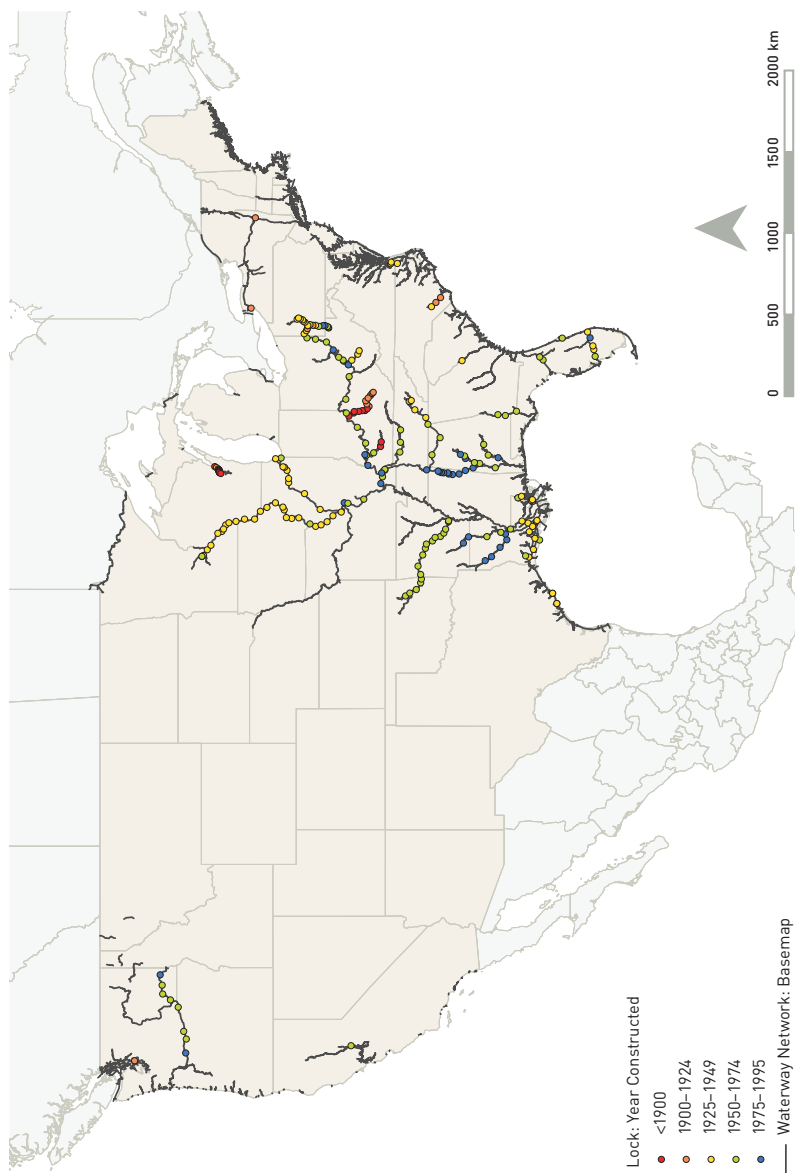 Lock: Year Constructed
<1900
1900–1924
1925–1949
1950–1974
1975–1995
Waterway Network: Basemap
0 500 1000 1500 2000 km